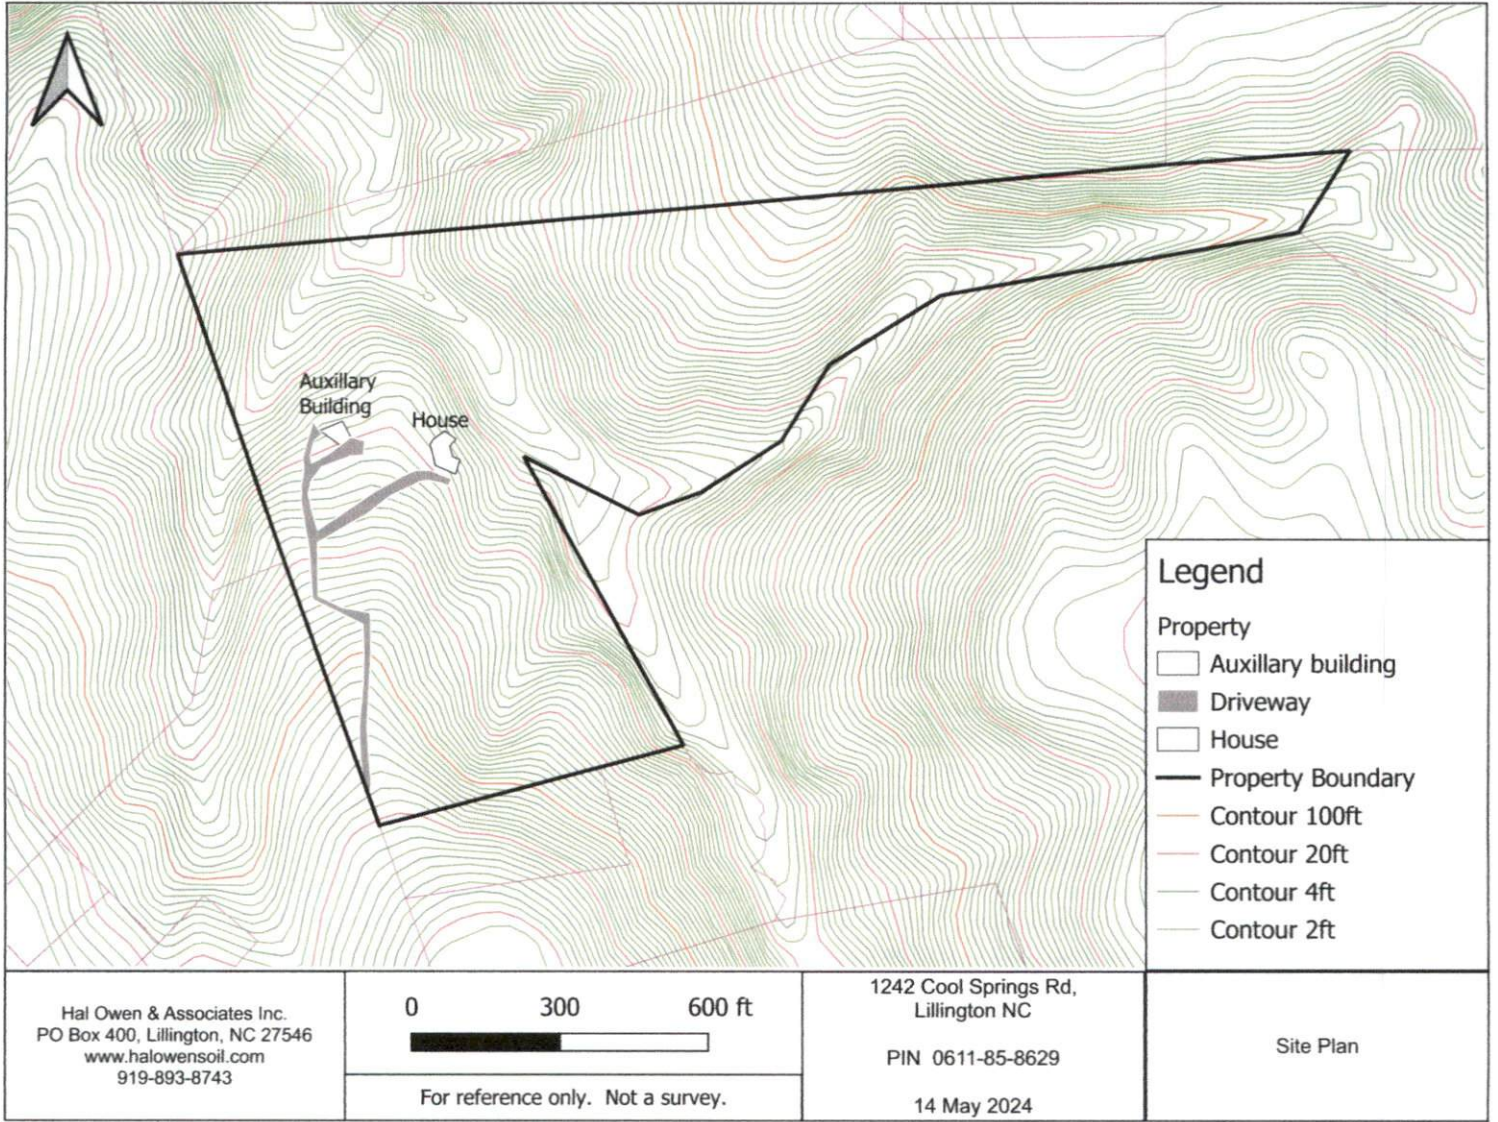 Auxillary
Building
House
Legend
Property
Auxillary building
Driveway
House
Property Boundary
Contour 100ft
Contour 20ft
Contour 4ft
Contour 2ft
Hal Owen & Associates Inc.
PO Box 400, Lillington, NC 27546
www.halowensoil.com
919-893-8743
0 300 600 ft
For reference only. Not a survey.
1242 Cool Springs Rd,
Lillington NC
PIN 0611-85-8629
14 May 2024
Site Plan